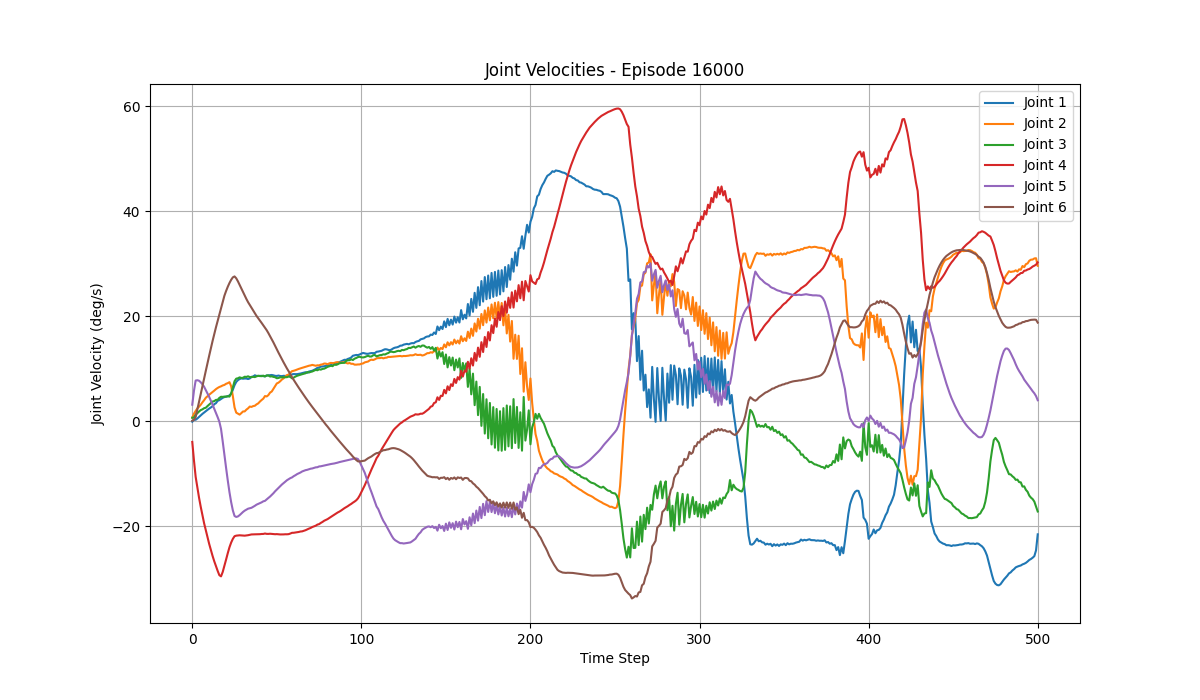 Joint Velocities - Episode 16000
Joint Velocity (deg/s)
60
40
20
0
−20
Joint 1
Joint 2
Joint 3
Joint 4
Joint 5
Joint 6
0
100
200
300
400
500
Time Step